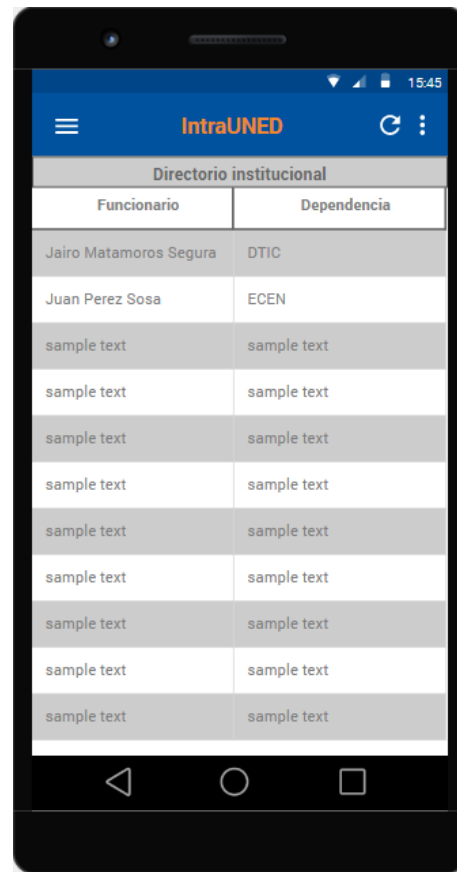 15:45
IntraUNED
Directorio institucional
Funcionario Dependencia
Jairo Matamoros Segura DTIC
Juan Perez Sosa ECEN
sample text sample text
sample text sample text
sample text sample text
sample text sample text
sample text sample text
sample text sample text
sample text sample text
sample text sample text
sample text sample text